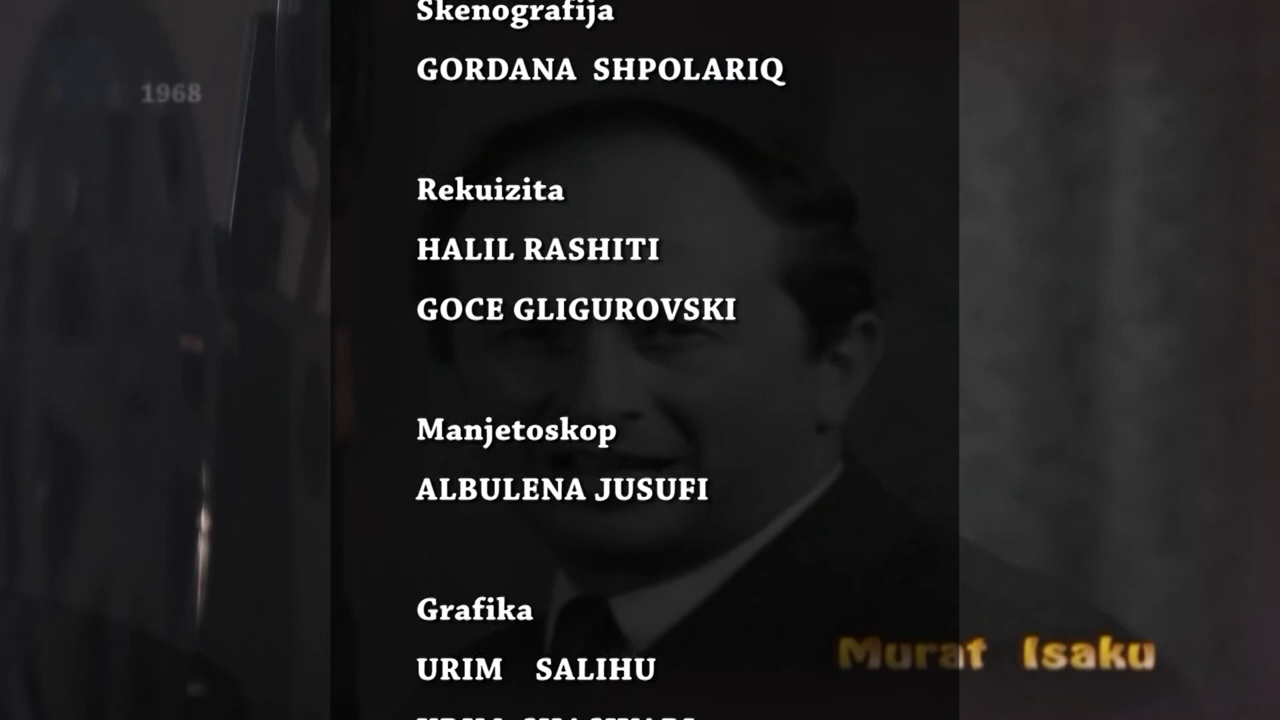 Skenografija
GORDANA SHPOLARIQ
1968
Rekuizita
HALIL RASHITI
GOCE GLIGUROVSKI
Manjetoskop
ALBULENA JUSUFI
Grafika
Murat Isaku
URIM SALIHU